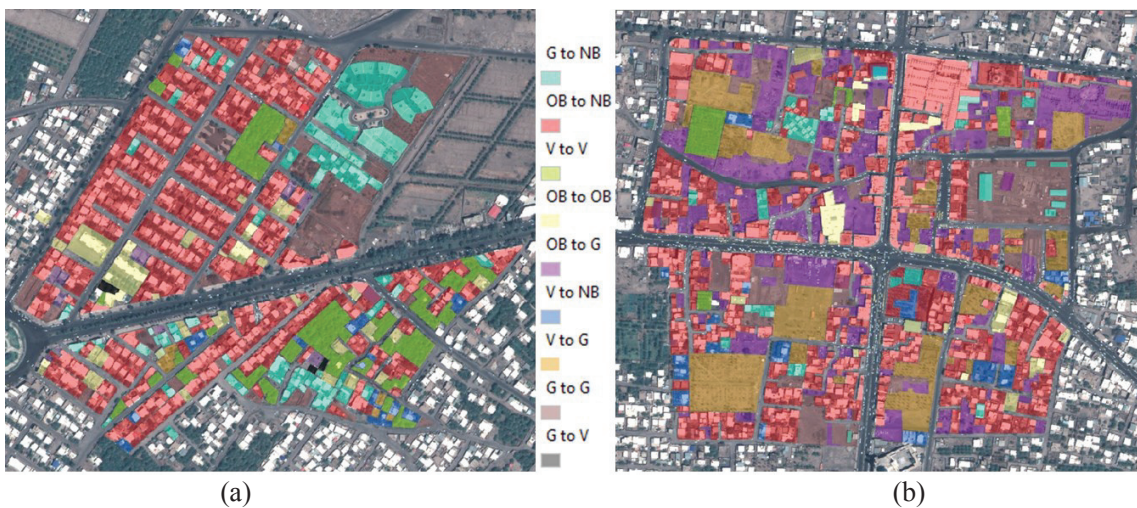 G to NB
OB to NB
V to V
OB to OB
OB to G
V to NB
V to G
G to G
G to V
(a)
(b)